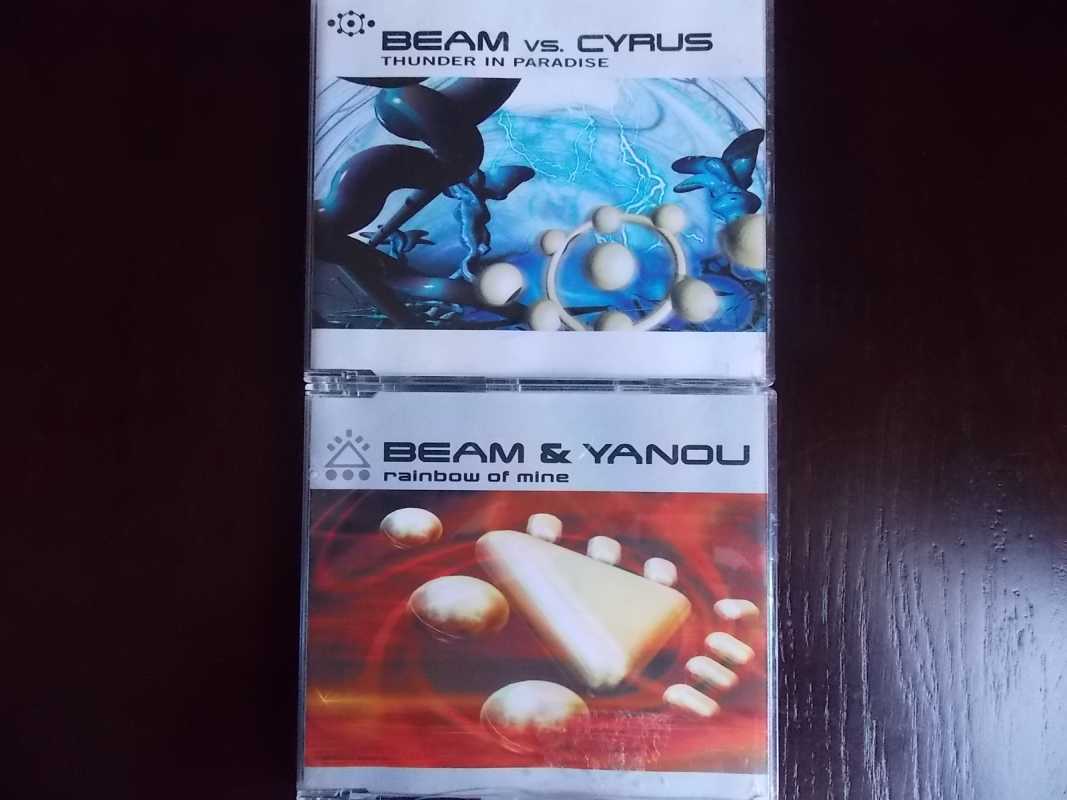 BEAM vs. CYRUS
THUNDER IN PARADISE
BEAM & YANOU
rainbow of mine